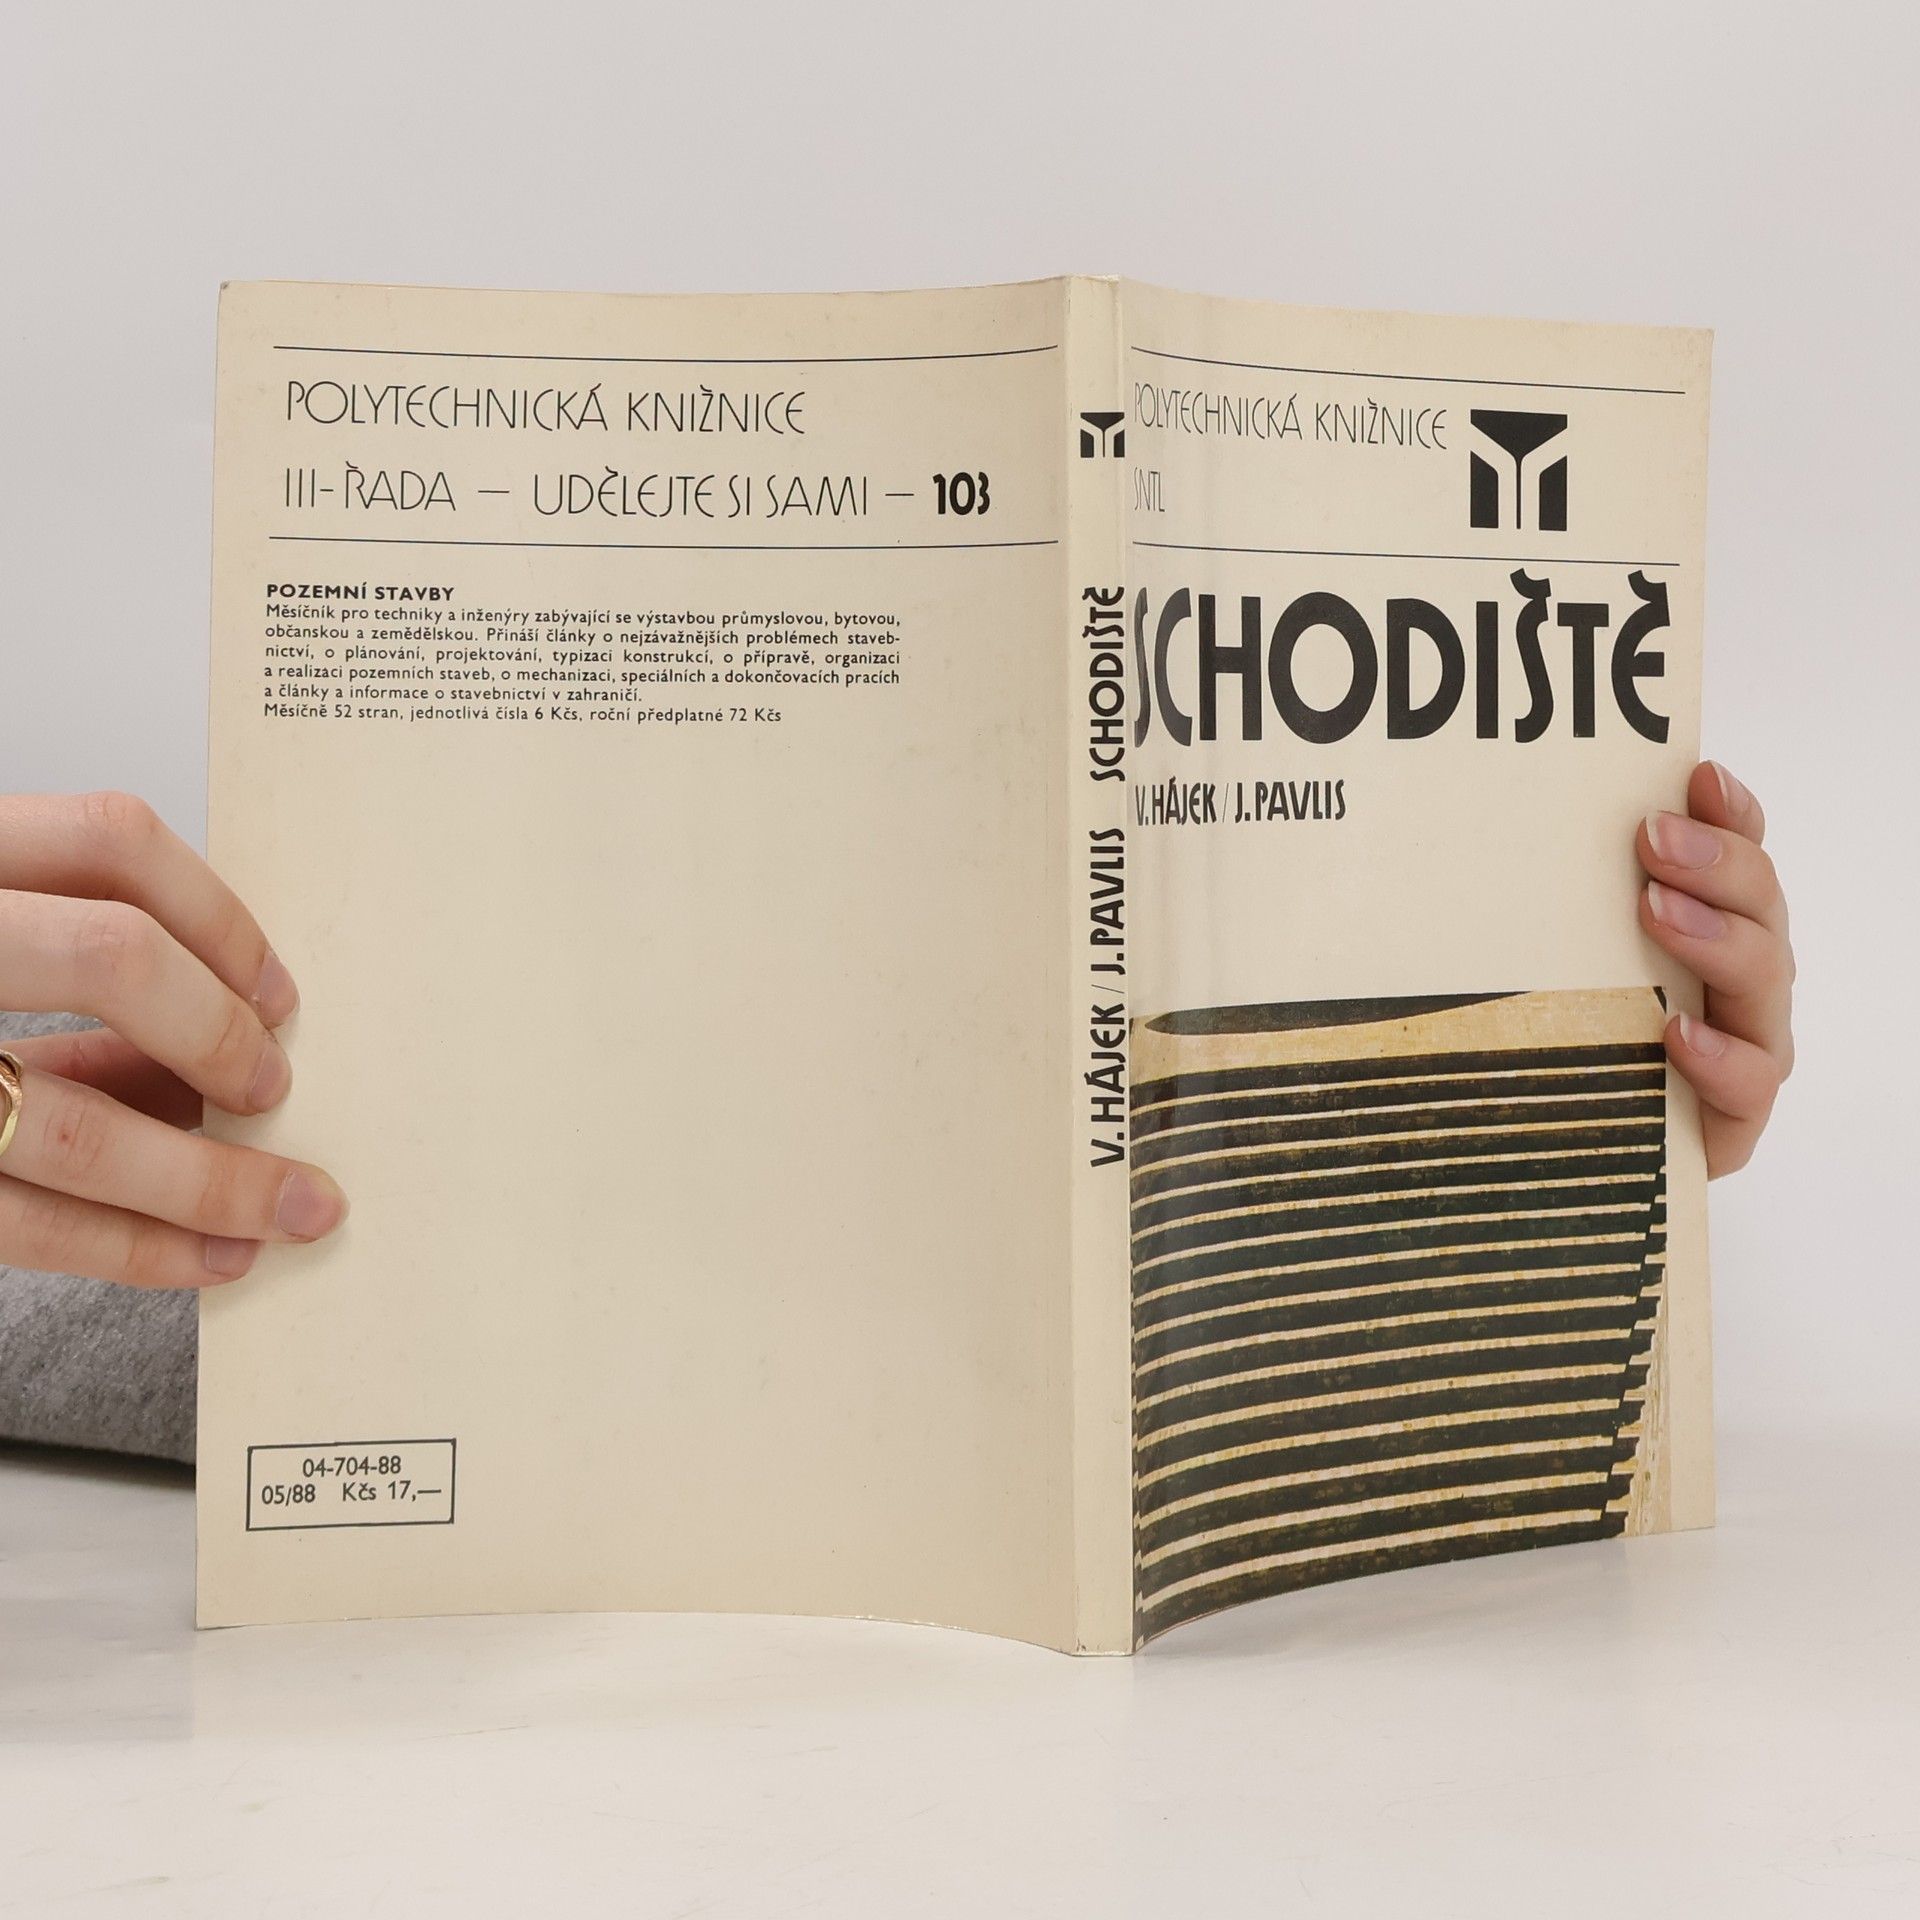 POLYTECHNICKÁ KNIŽNICE
III-ŘADA — UDĚLEJTE SI SAMI — 103
POZEMNÍ STAVBY
Měsíčník pro techniky a inženýry zabývající se výstavbou průmyslovou, bytovou,
občanskou a zemědělskou. Přináší články o nejzávažnějších problémech staveb-
nictví, o plánování, projektování, typizaci konstrukcí, o přípravě, organizaci
a realizaci pozemních staveb, o mechanizaci, speciálních a dokončovacích pracích
a články a informace o stavebnictví v zahraničí.
Měsíčně 52 stran, jednotlivá čísla 6 Kčs, roční předplatné 72 Kčs
04-704-88
05/88 Kčs 17,—
V. HÁJEK / J. PAVLIS SCHODIŠTĚ
POLYTECHNICKÁ KNIŽNICE
SNTL
SCHODIŠTĚ
V. HÁJEK / J. PAVLIS